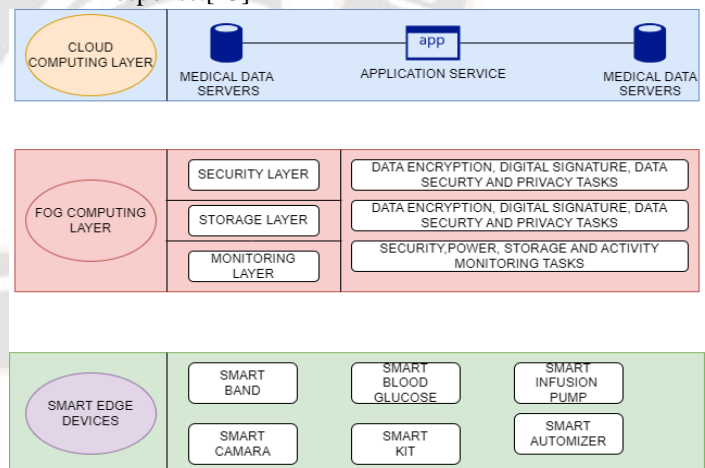 CLOUD
COMPUTING LAYER
MEDICAL DATA
SERVERS
app
APPLICATION SERVICE
MEDICAL DATA
SERVERS
FOG COMPUTING
LAYER
SECURITY LAYER
DATA ENCRYPTION, DIGITAL SIGNATURE, DATA
SECURTY AND PRIVACY TASKS
STORAGE LAYER
DATA ENCRYPTION, DIGITAL SIGNATURE, DATA
SECURTY AND PRIVACY TASKS
MONITORING
LAYER
SECURITY,POWER, STORAGE AND ACTIVITY
MONITORING TASKS
SMART EDGE
DEVICES
SMART
BAND
SMART
BLOOD
GLUCOSE
SMART
INFUSION
PUMP
SMART
CAMARA
SMART
KIT
SMART
AUTOMIZER